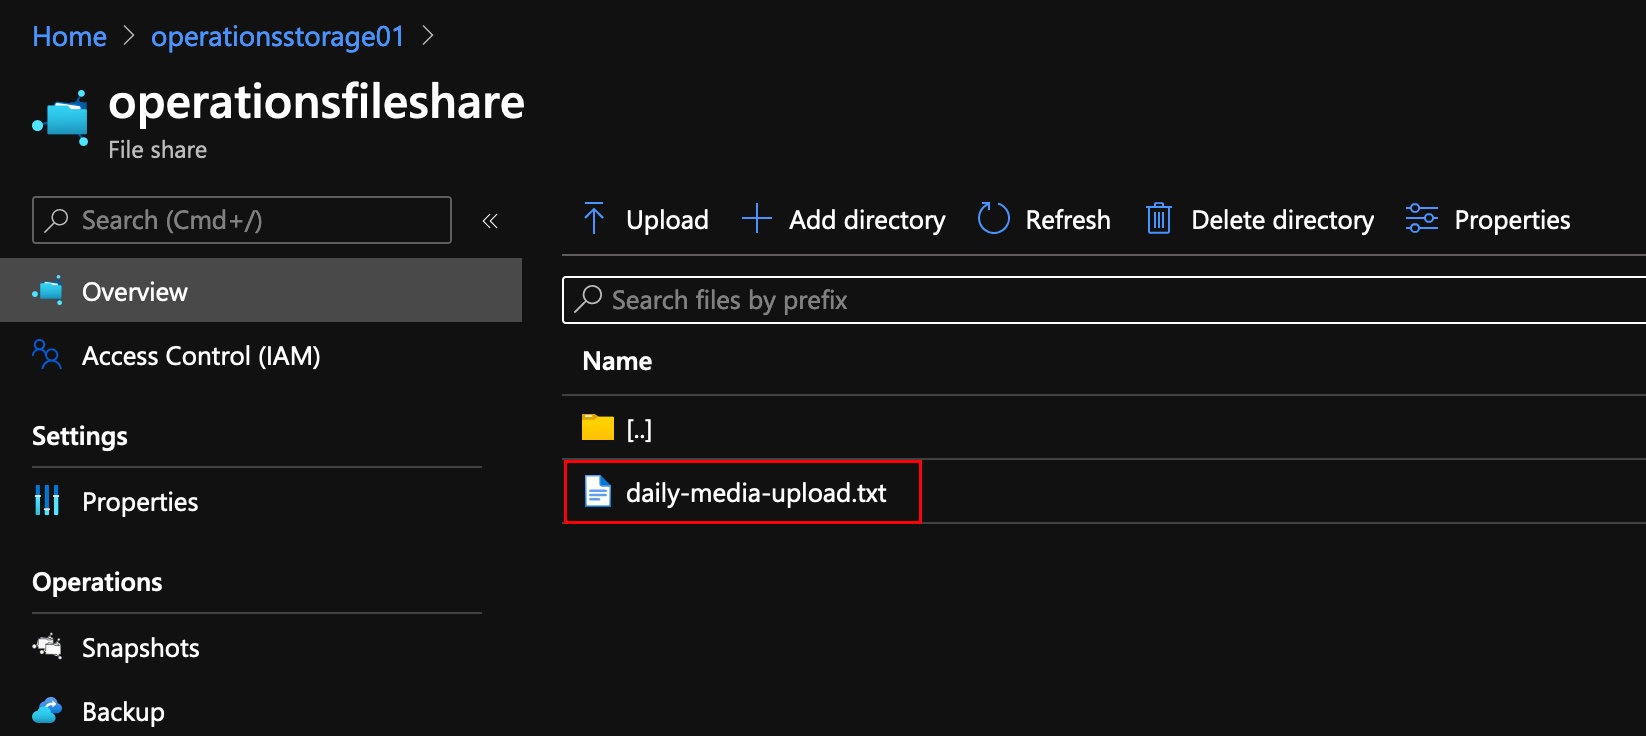 Home > operationsstorage01 >
operationsfileshare
File share
Search (Cmd+/)
«
Overview
Access Control (IAM)
Settings
Properties
Operations
Snapshots
Backup
Upload Add directory Refresh Delete directory Properties
Search files by prefix
Name
[..]
daily-media-upload.txt